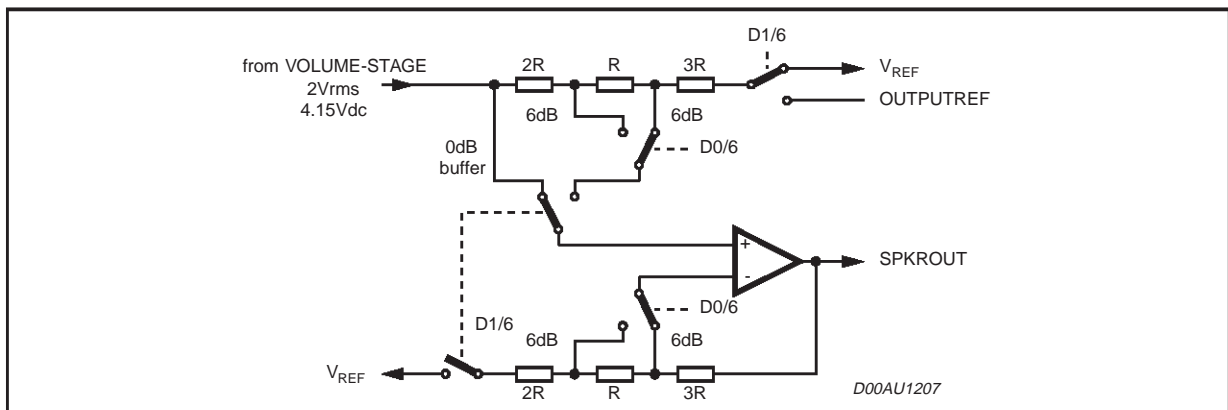 D1/6
from VOLUME-STAGE
2Vrms
4.15Vdc
2R
R
3R
V_REF
OUTPUTREF
6dB
6dB
D0/6
0dB
buffer
+
-
SPKROUT
D0/6
D1/6
6dB
6dB
V_REF
2R
R
3R
D00AU1207